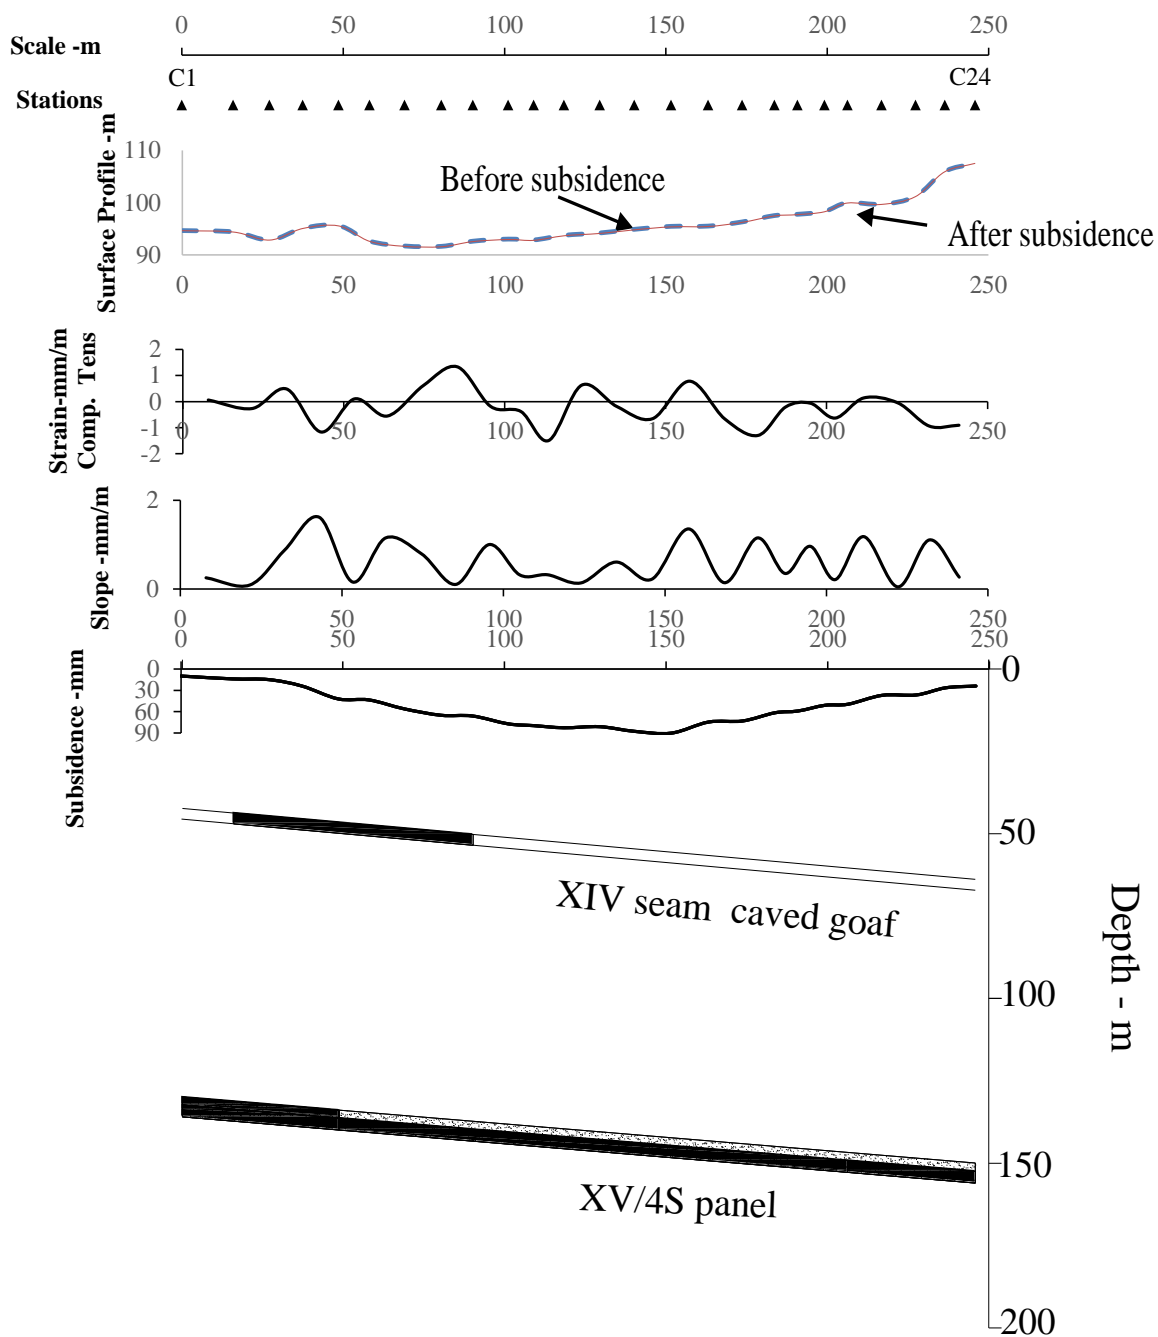 0 50 100 150 200 250
Scale -m
C1 C24
Stations
Surface Profile -m
110
100
90
Before subsidence
After subsidence
0 50 100 150 200 250
Strain-mm/m
Comp. Tens
2
1
0
-1
-2
0 50 100 150 200 250
Slope -mm/m
2
0
0 50 100 150 200 250
0 50 100 150 200 250
Subsidence -mm
0
30
60
90
0
50
100
150
200
Depth - m
XIV seam caved goaf
XV/4S panel